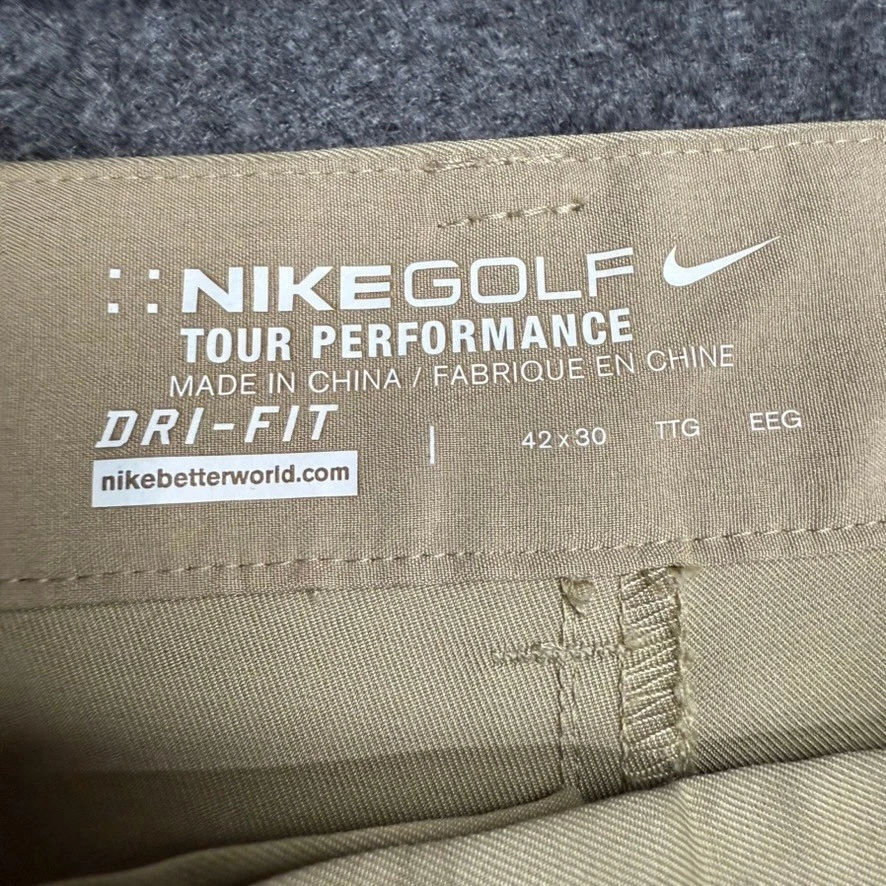 NIKEGOLF
TOUR PERFORMANCE
MADE IN CHINA / FABRIQUE EN CHINE
DRI-FIT | 42 x 30 TTG EEG
nikebetterworld.com